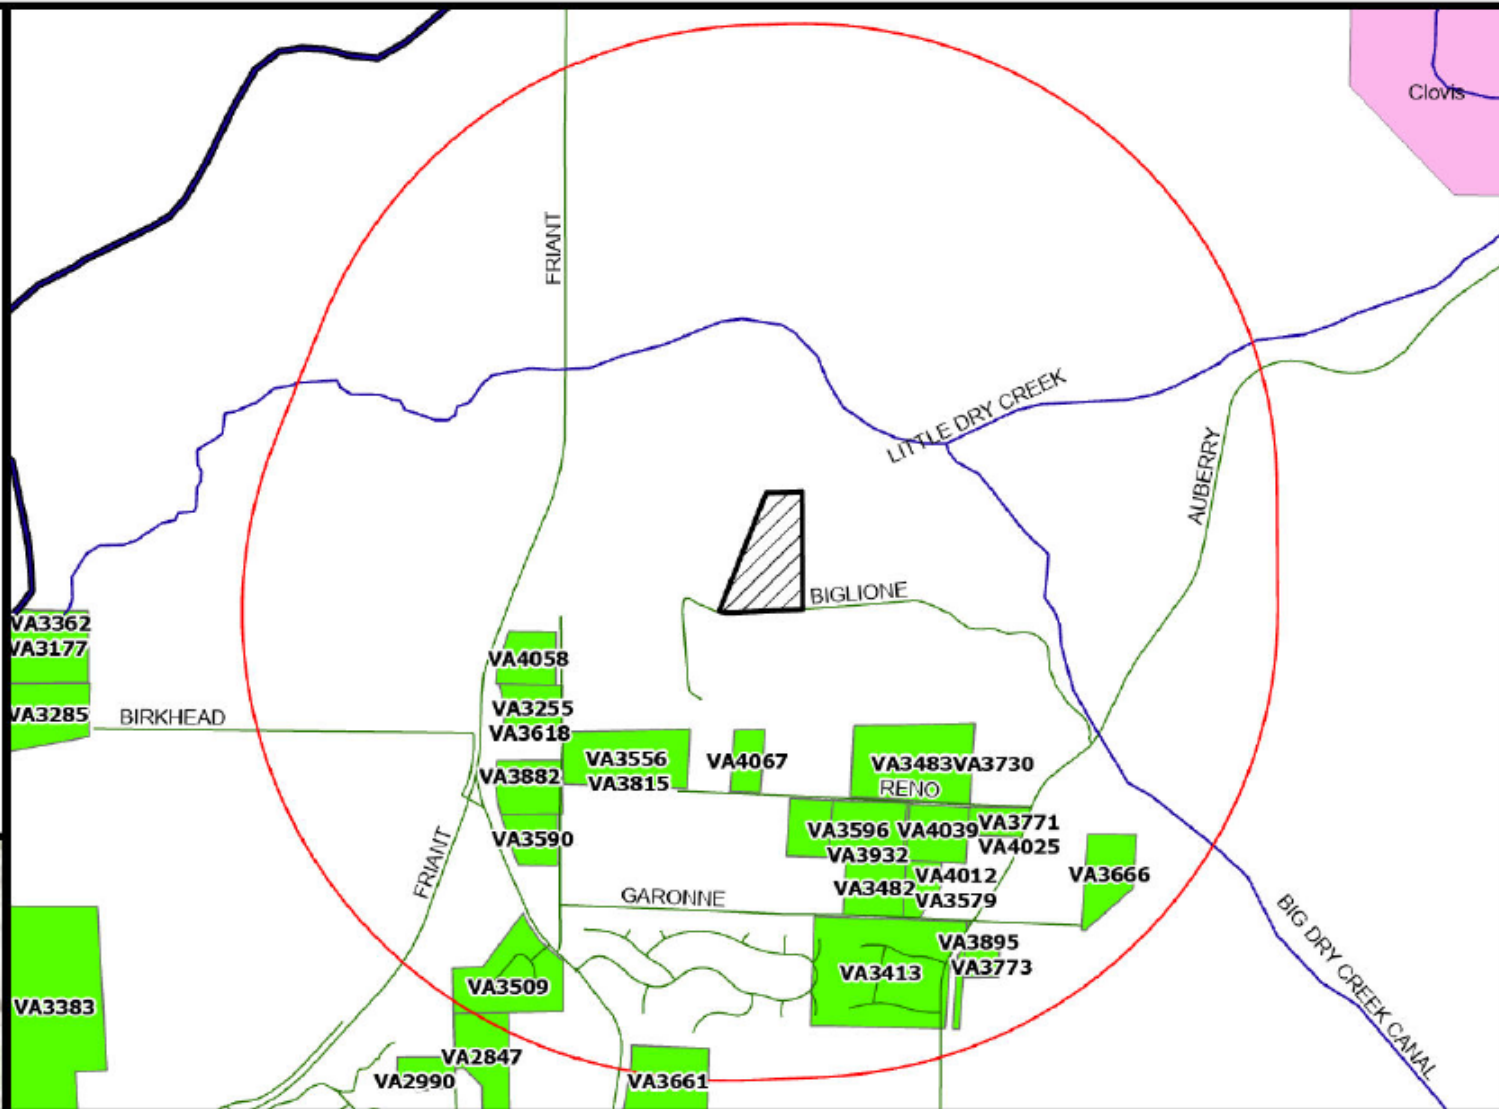 Clovis
FRIANT
LITTLE DRY CREEK
AUBERRY
BIGLIONE
VA3362
VA3177
VA3285
BIRKHEAD
VA4058
VA3255
VA3618
VA3882
VA3590
VA3556
VA3815
VA4067
VA3483VA3730
RENO
VA3596
VA3932
VA4039
VA3771
VA4025
VA3482
VA4012
VA3579
VA3666
FRIANT
GARONNE
VA3895
VA3773
VA3413
VA3509
VA3383
VA2847
VA2990
VA3661
BIG DRY CREEK CANAL